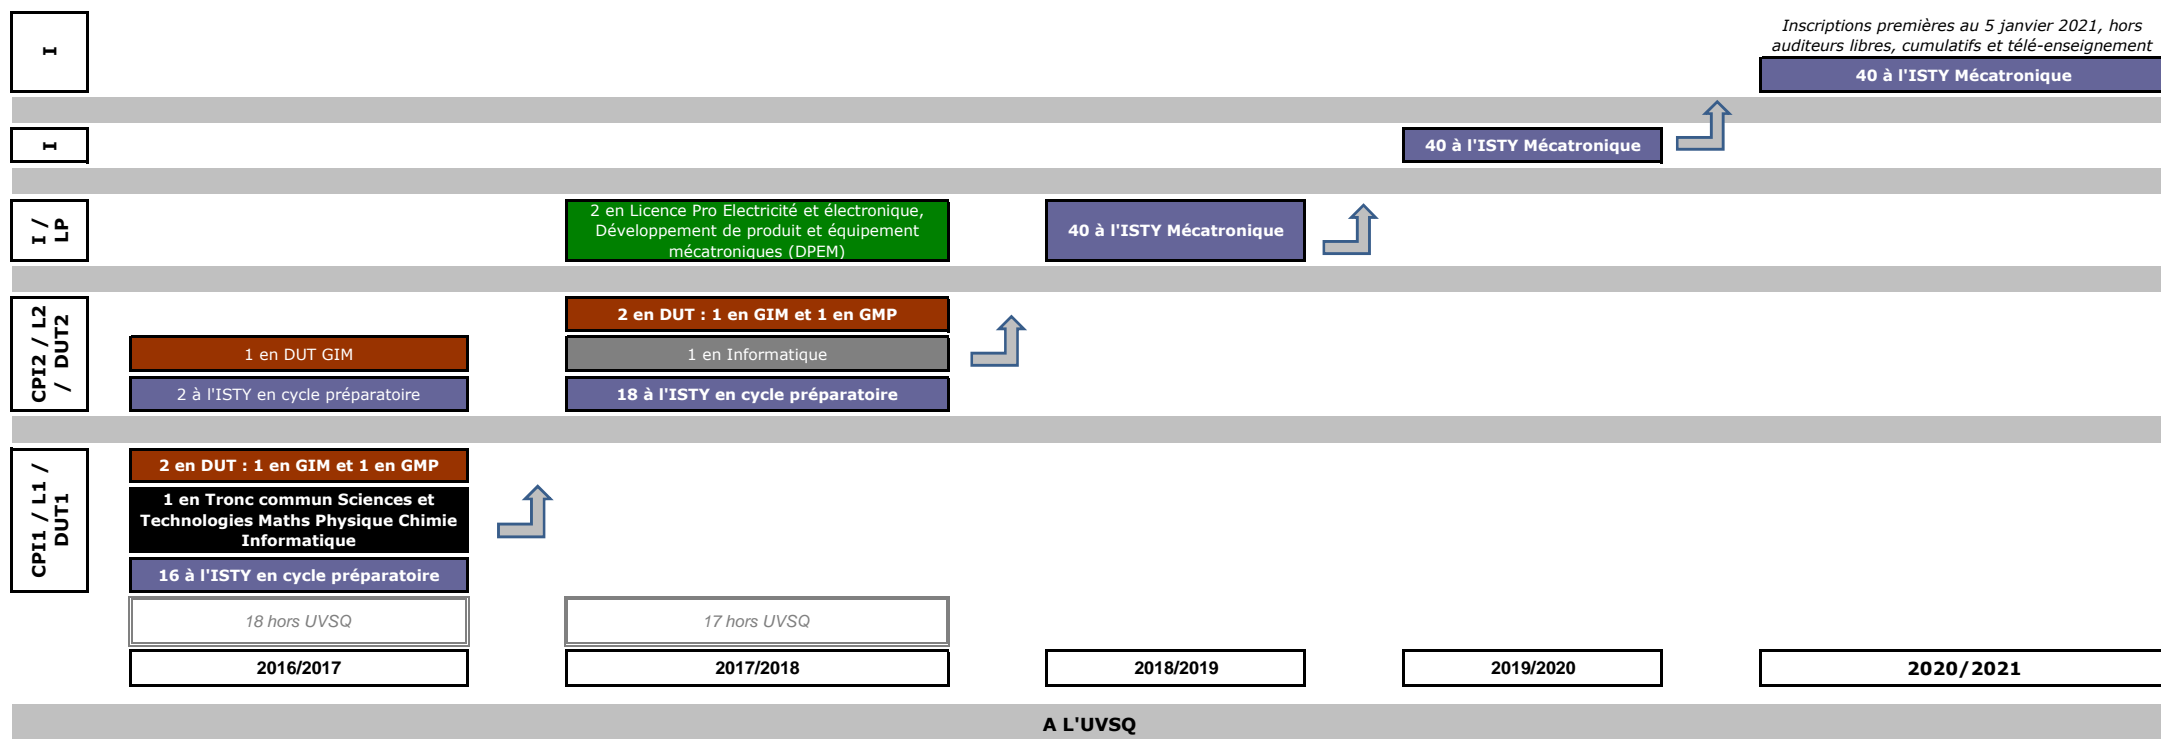 I
Inscriptions premières au 5 janvier 2021, hors
auditeurs libres, cumulatifs et télé-enseignement
40 à l'ISTY Mécatronique
I
40 à l'ISTY Mécatronique
I /
LP
2 en Licence Pro Electricité et électronique,
Développement de produit et équipement
mécatroniques (DPEM)
40 à l'ISTY Mécatronique
CPI2 / L2
/ DUT2
2 en DUT : 1 en GIM et 1 en GMP
1 en DUT GIM
1 en Informatique
2 à l'ISTY en cycle préparatoire
18 à l'ISTY en cycle préparatoire
CPI1 / L1 /
DUT1
2 en DUT : 1 en GIM et 1 en GMP
1 en Tronc commun Sciences et
Technologies Maths Physique Chimie
Informatique
16 à l'ISTY en cycle préparatoire
18 hors UVSQ
17 hors UVSQ
2016/2017
2017/2018
2018/2019
2019/2020
2020/2021
A L'UVSQ